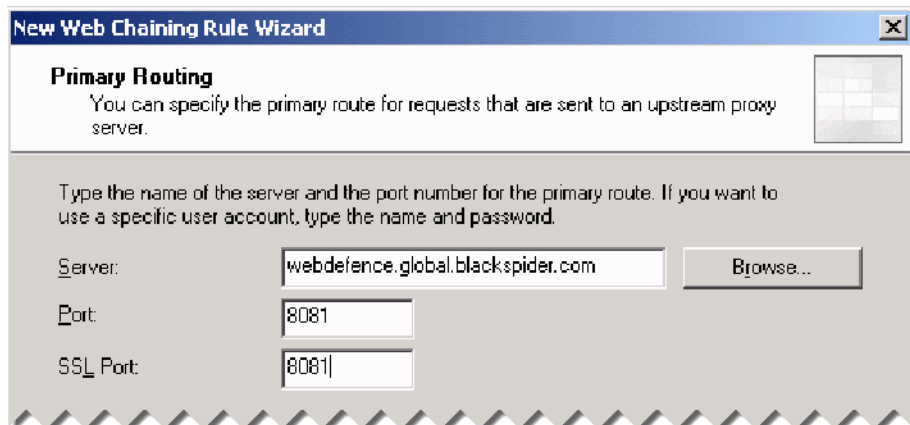 New Web Chaining Rule Wizard
Primary Routing
You can specify the primary route for requests that are sent to an upstream proxy
server.
Type the name of the server and the port number for the primary route. If you want to
use a specific user account, type the name and password.
Server: webdefence.global.blackspider.com Browse...
Port: 8081
SSL Port: 8081